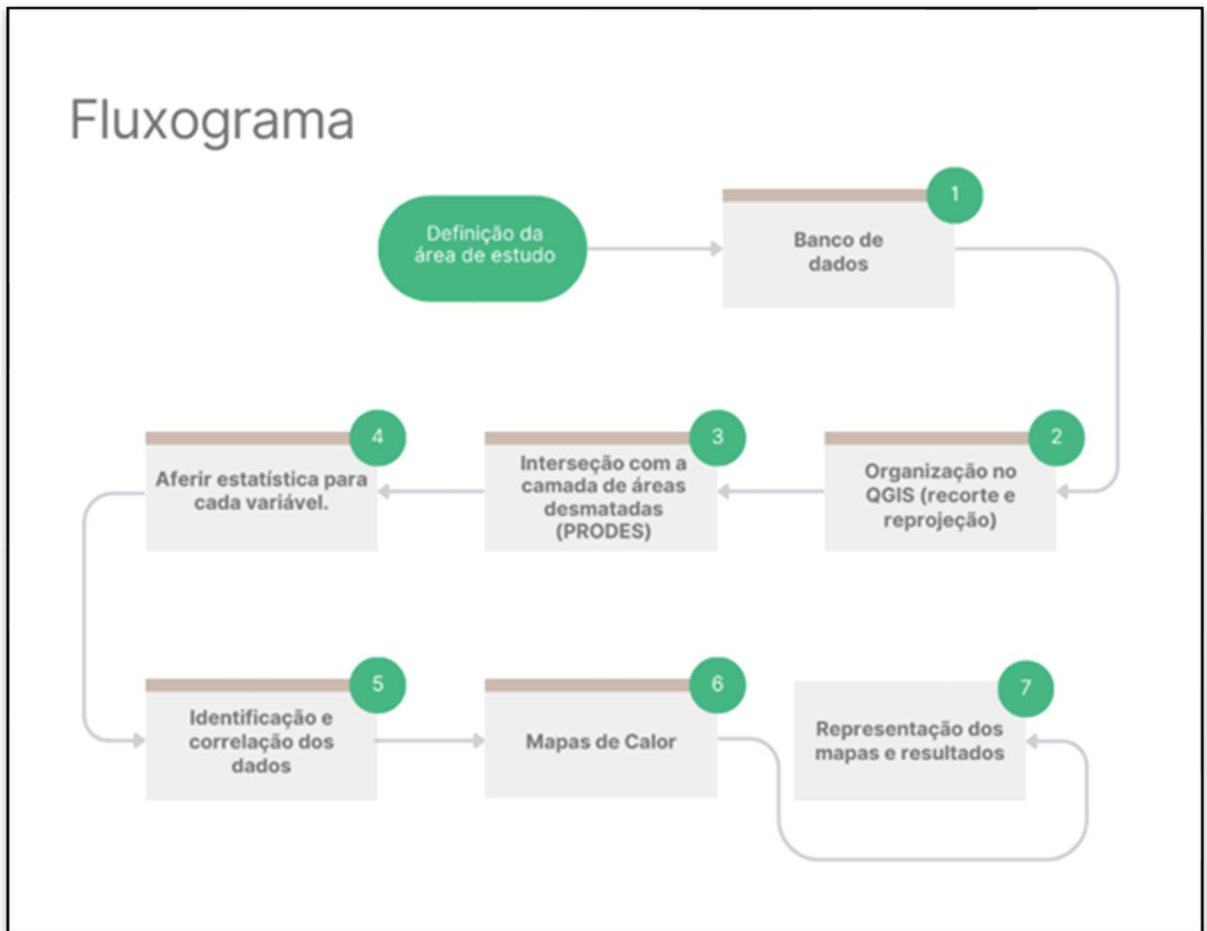 Fluxograma
Definição da
área de estudo
1
Banco de
dados
2
Organização no
QGIS (recorte e
reprojeção)
3
Interseção com a
camada de áreas
desmatadas
(PRODES)
4
Aferir estatística para
cada variável.
5
Identificação e
correlação dos
dados
6
Mapas de Calor
7
Representação dos
mapas e resultados